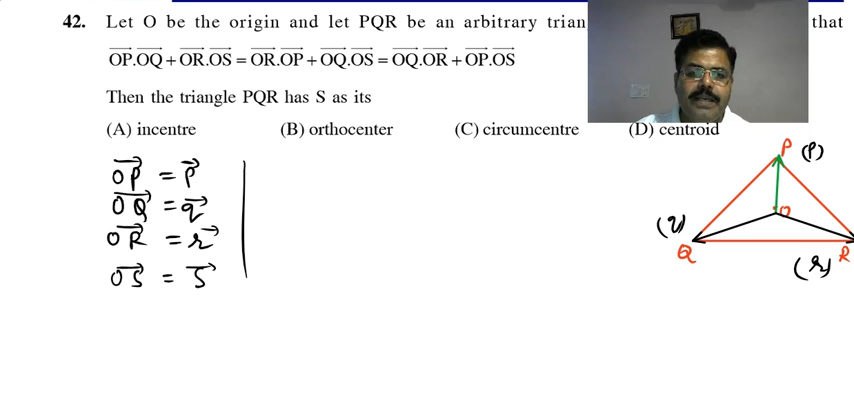 42. Let O be the origin and let PQR be an arbitrary trian that
OP.OQ + OR.OS = OR.OP + OQ.OS = OQ.OR + OP.OS
Then the triangle PQR has S as its
(A) incentre (B) orthocenter (C) circumcentre (D) centroid
OP = P
OQ = q
OR = r
OS = S
P (P)
O
(q)
Q
R
(r)